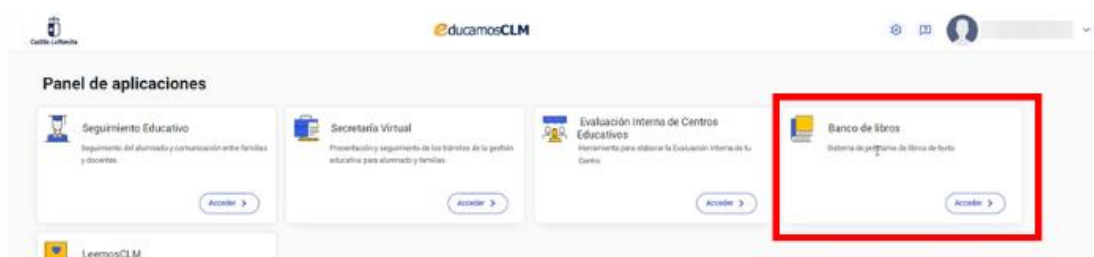 Castilla-La Mancha
educamosCLM
Panel de aplicaciones
Seguimiento Educativo
Seguimiento del alumnado y comunicación entre familias
y docentes.
Acceder
Secretaría Virtual
Presentación y seguimiento de los trámites de la gestión
educativa para alumnado y familias.
Acceder
Evaluación Interna de Centros
Educativos
Herramienta para elaborar la Evaluación Interna de tu
Centro.
Acceder
Banco de libros
Sistema de préstamo de libros de texto
Acceder
LeemosCLM